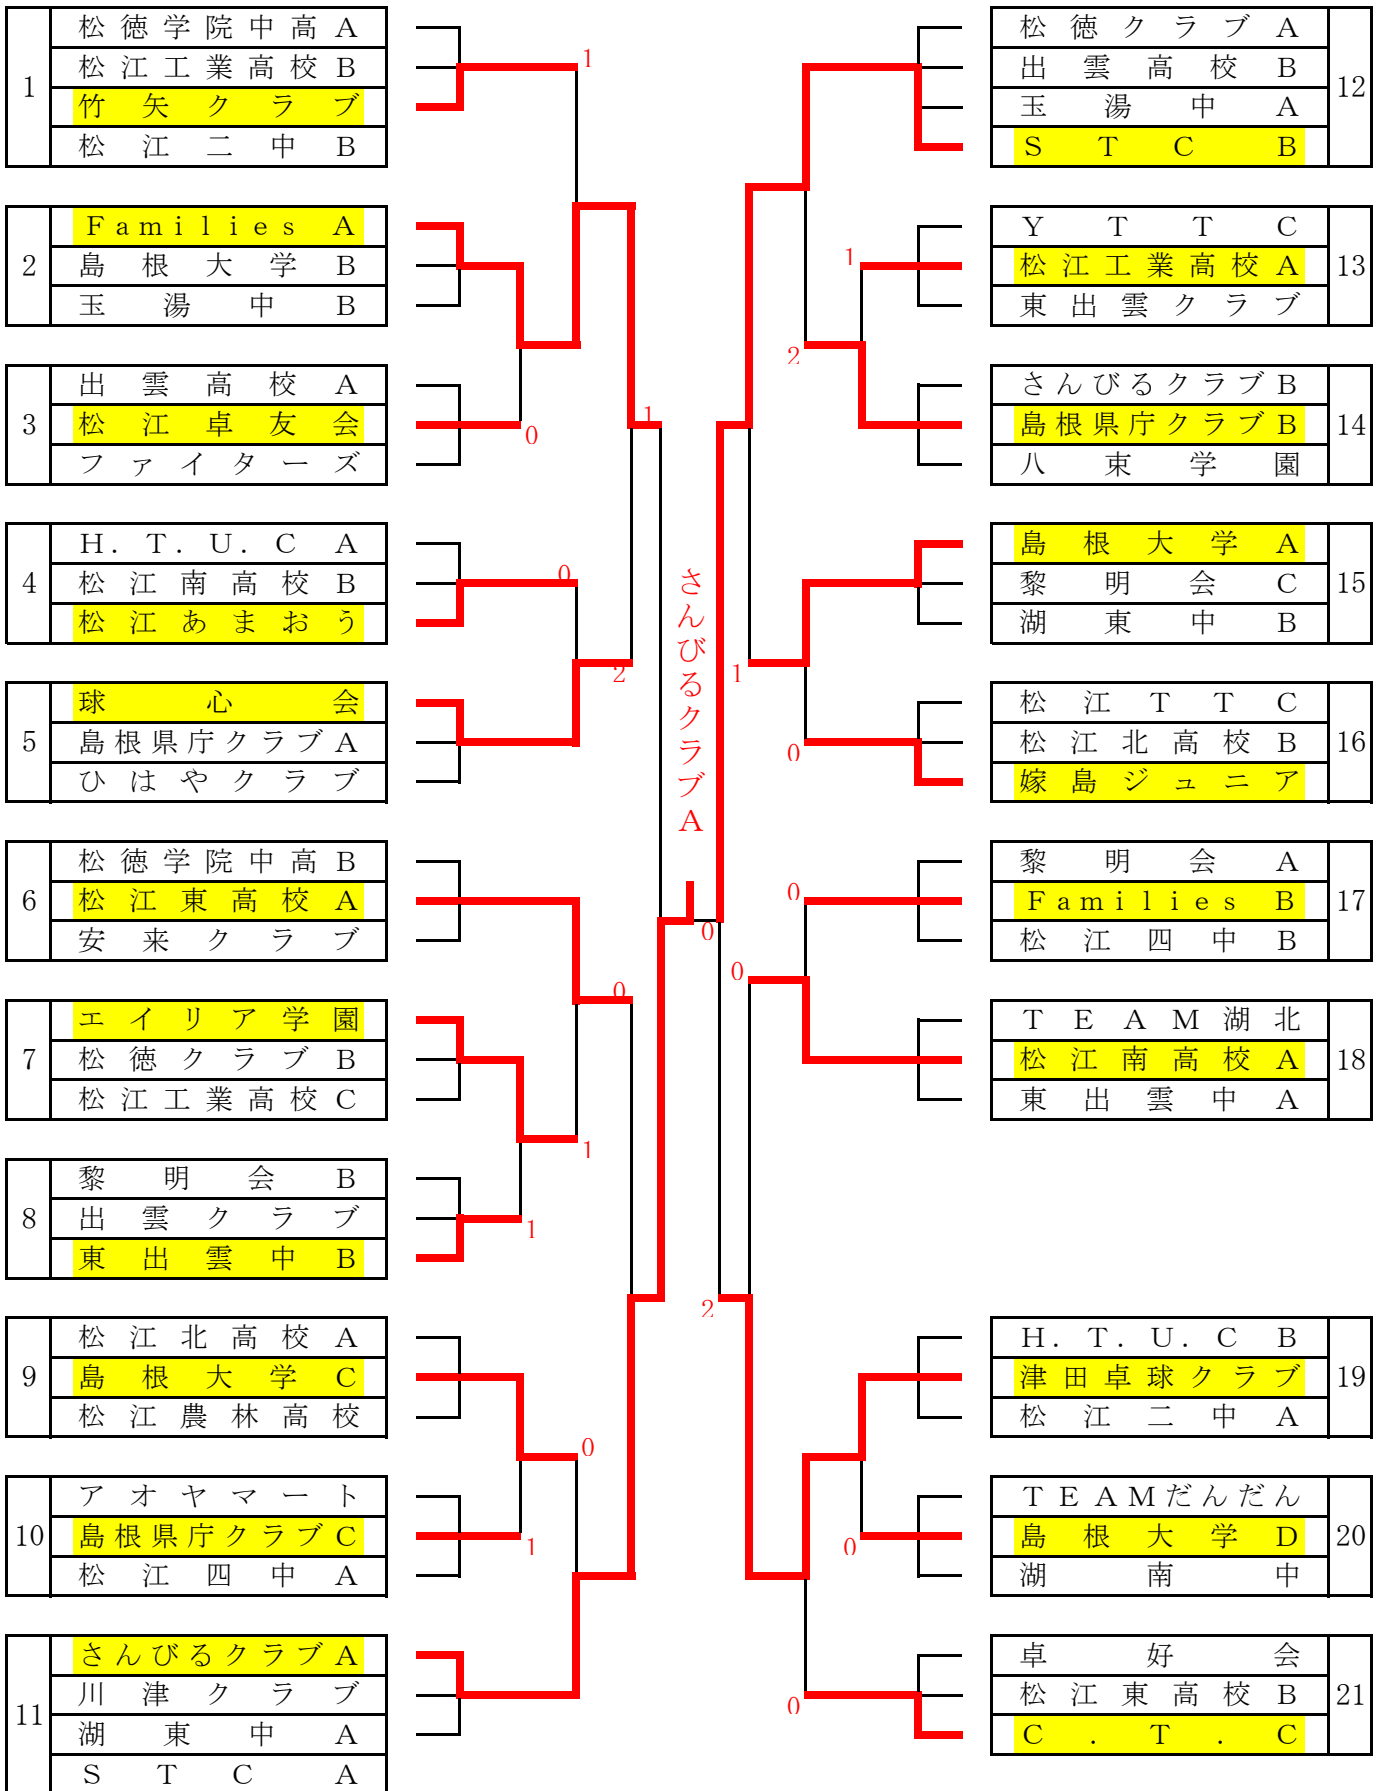 1
松徳学院中高A
松江工業高校B
竹矢クラブ
松江二中B
2
Families A
島根大学B
玉湯中B
3
出雲高校A
松江卓友会
ファイターズ
4
H．T．U．C A
松江南高校B
松江あまおう
5
球心会
島根県庁クラブA
ひはやクラブ
6
松徳学院中高B
松江東高校A
安来クラブ
7
エイリア学園
松徳クラブB
松江工業高校C
8
黎明会B
出雲クラブ
東出雲中B
9
松江北高校A
島根大学C
松江農林高校
10
アオヤマート
島根県庁クラブC
松江四中A
11
さんびるクラブA
川津クラブ
湖東中A
STC A
1
0
1
0
2
0
1
1
0
1
さんびるクラブA
0
1
2
1
0
0
0
2
0
0
松徳クラブA
出雲高校B
玉湯中A
STC B
12
YTTC
松江工業高校A
東出雲クラブ
13
さんびるクラブB
島根県庁クラブB
八束学園
14
島根大学A
黎明会C
湖東中B
15
松江TTC
松江北高校B
嫁島ジュニア
16
黎明会A
Families B
松江四中B
17
TEAM湖北
松江南高校A
東出雲中A
18
H．T．U．C B
津田卓球クラブ
松江二中A
19
TEAMだんだん
島根大学D
湖南中
20
卓好会
松江東高校B
C．T．C
21